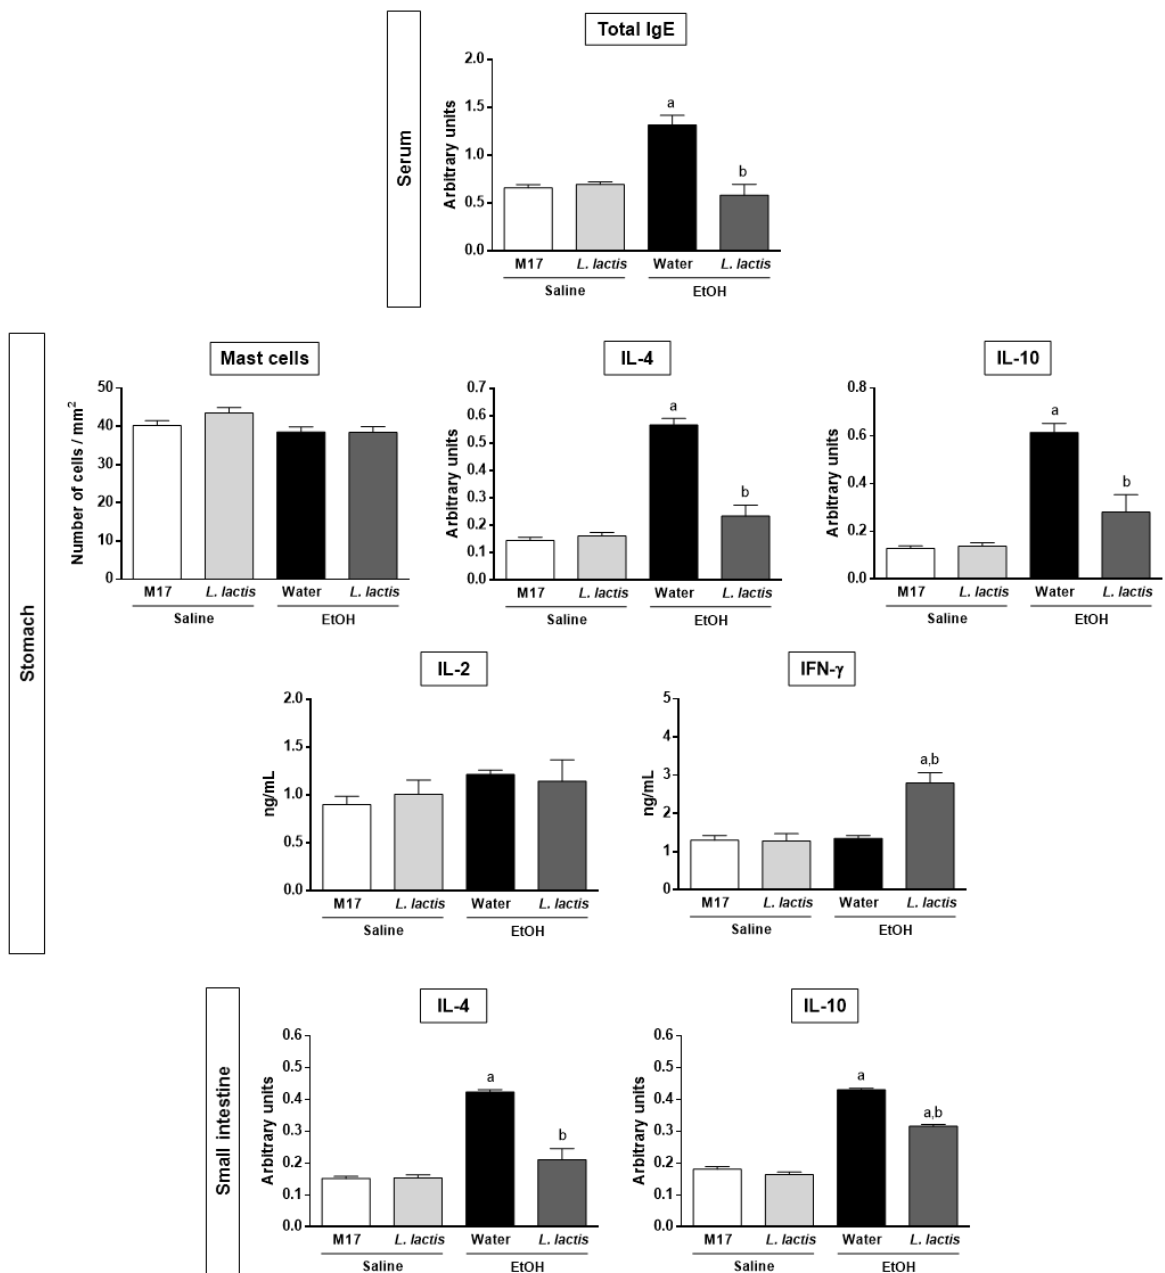 Serum
Total IgE
Arbitrary units
2.0
1.5
1.0
0.5
0.0
a
b
M17 L. lactis Water L. lactis
Saline EtOH
Stomach
Mast cells
Number of cells / mm²
50
40
30
20
10
0
M17 L. lactis Water L. lactis
Saline EtOH
IL-4
Arbitrary units
0.7
0.6
0.5
0.4
0.3
0.2
0.1
0.0
a
b
M17 L. lactis Water L. lactis
Saline EtOH
IL-10
Arbitrary units
0.8
0.6
0.4
0.2
0.0
a
b
M17 L. lactis Water L. lactis
Saline EtOH
IL-2
ng/mL
2.0
1.5
1.0
0.5
0.0
M17 L. lactis Water L. lactis
Saline EtOH
IFN-γ
ng/mL
5
4
3
2
1
0
a,b
M17 L. lactis Water L. lactis
Saline EtOH
Small intestine
IL-4
Arbitrary units
0.6
0.5
0.4
0.3
0.2
0.1
0.0
a
b
M17 L. lactis Water L. lactis
Saline EtOH
IL-10
Arbitrary units
0.6
0.5
0.4
0.3
0.2
0.1
0.0
a
a,b
M17 L. lactis Water L. lactis
Saline EtOH